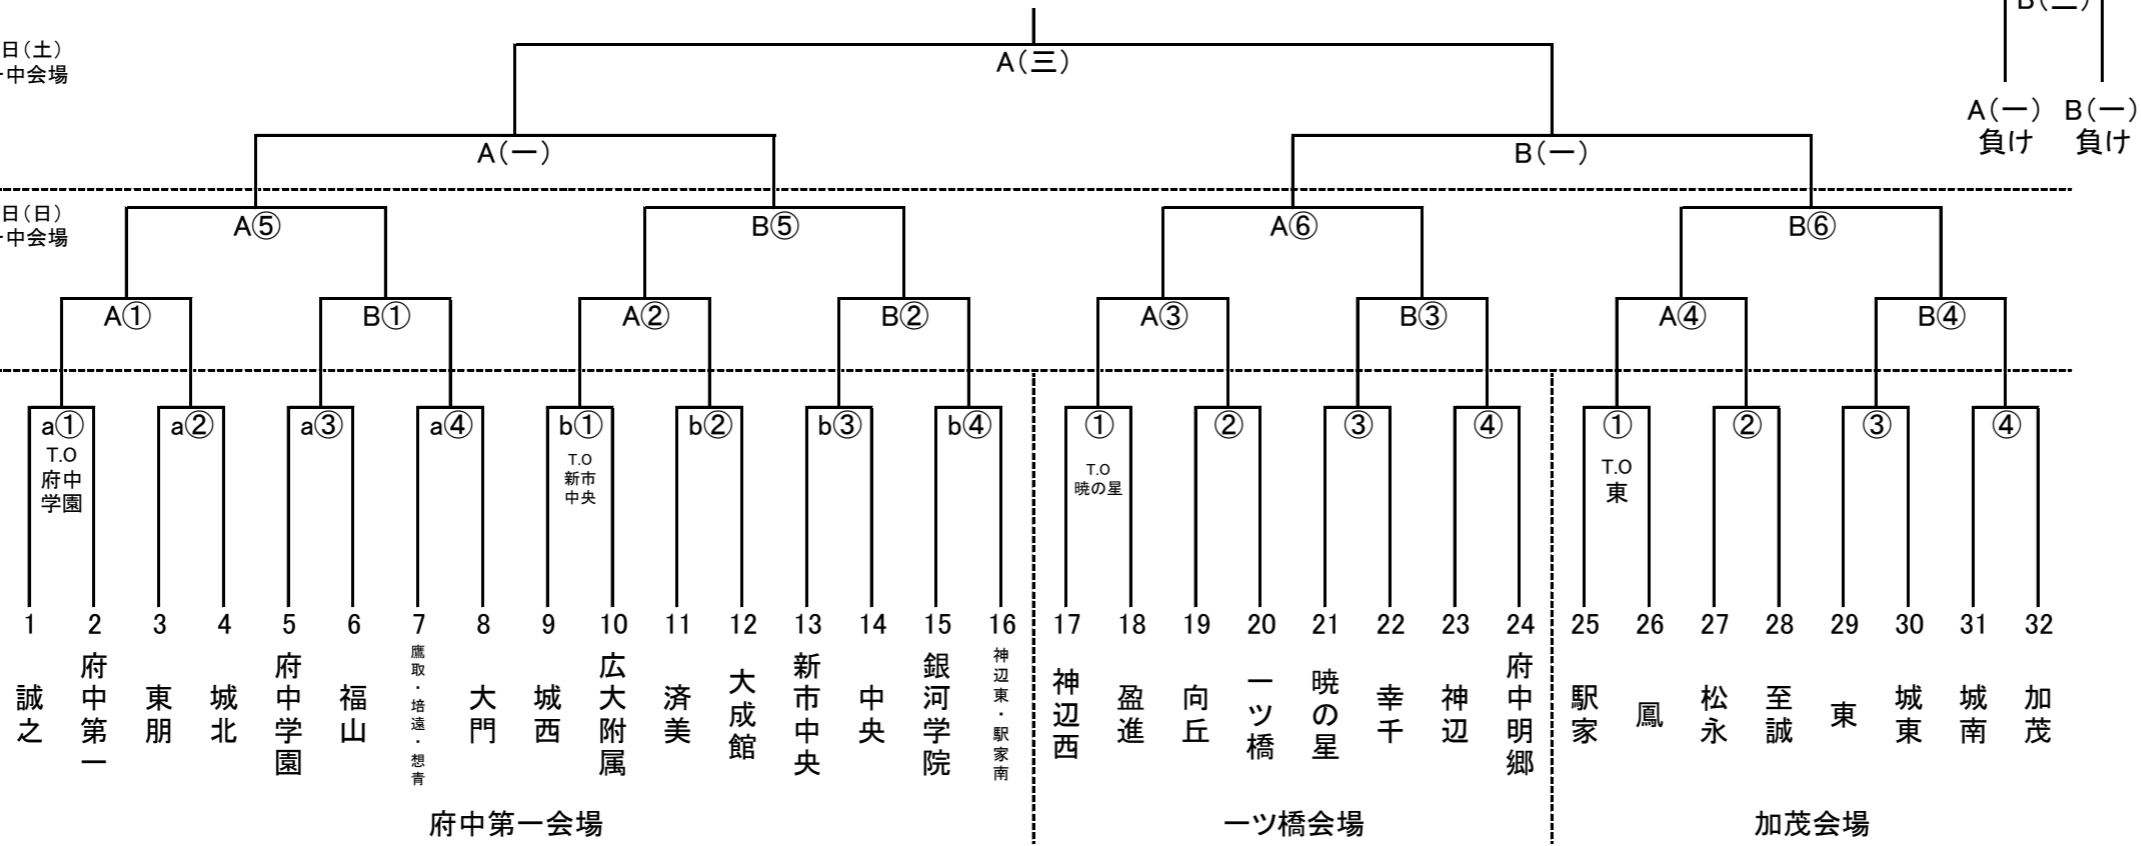 B(二)
日(土)
中会場
A(三)
A(一) B(一)
負け 負け
A(一) B(一)
日(日)
中会場
A⑤ B⑤ A⑥ B⑥
A① B① A② B② A③ B③ A④ B④
a① a② a③ a④ b① b② b③ b④ ① ② ③ ④ ① ② ③ ④
T.O
府中
学園
T.O
新市
中央
T.O
暁の星
T.O
東
1 2 3 4 5 6 7 8 9 10 11 12 13 14 15 16 17 18 19 20 21 22 23 24 25 26 27 28 29 30 31 32
誠之
府中第一
東朋
城北
府中学園
福山
鷹取・培遠・想青
大門
城西
広大附属
済美
大成館
新市中央
中央
銀河学院
神辺東・駅家南
神辺西
盈進
向丘
一ツ橋
暁の星
幸千
神辺
府中明郷
駅家
鳳
松永
至誠
東
城東
城南
加茂
府中第一会場 一ツ橋会場 加茂会場